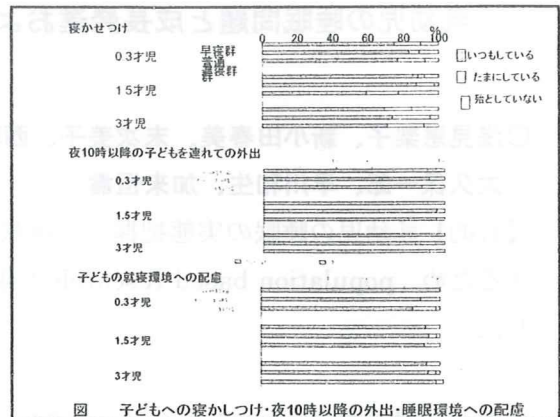 寝かせつけ
0 20 40 60 80 100
%
0.3才児
早寝群
普通
遅寝群
群
いつもしている
たまにしている
殆としていない
1.5才児
3才児
夜10時以降の子どもを連れての外出
0.3才児
1.5才児
3才児
子どもの就寝環境への配慮
0.3才児
1.5才児
3才児
図 子どもへの寝かしつけ・夜10時以降の外出・睡眠環境への配慮